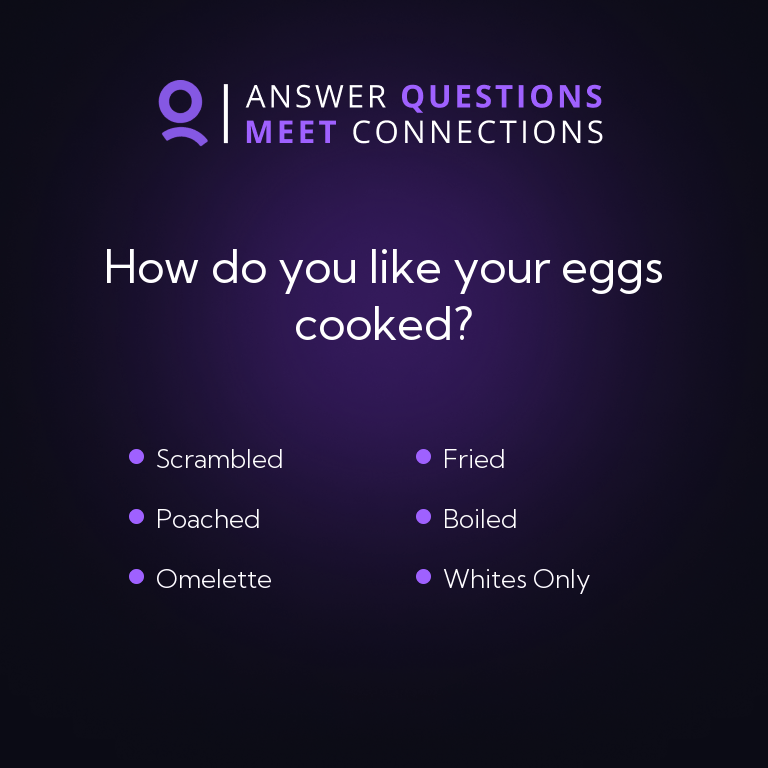 ANSWER QUESTIONS
MEET CONNECTIONS
How do you like your eggs
cooked?
Scrambled
Fried
Poached
Boiled
Omelette
Whites Only